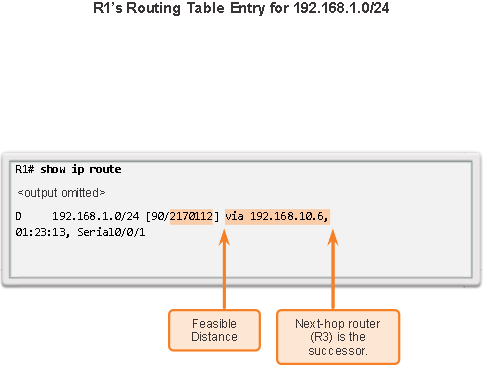 R1's Routing Table Entry for 192.168.1.0/24
R1# show ip route
<output omitted>
D 192.168.1.0/24 [90/2170112] via 192.168.10.6,
01:23:13, Serial0/0/1
Feasible
Distance
Next-hop router
(R3) is the
successor.